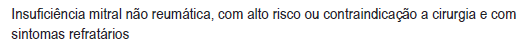 Insuficiência mitral não reumática, com alto risco ou contraindicação a cirurgia e com
sintomas refratários